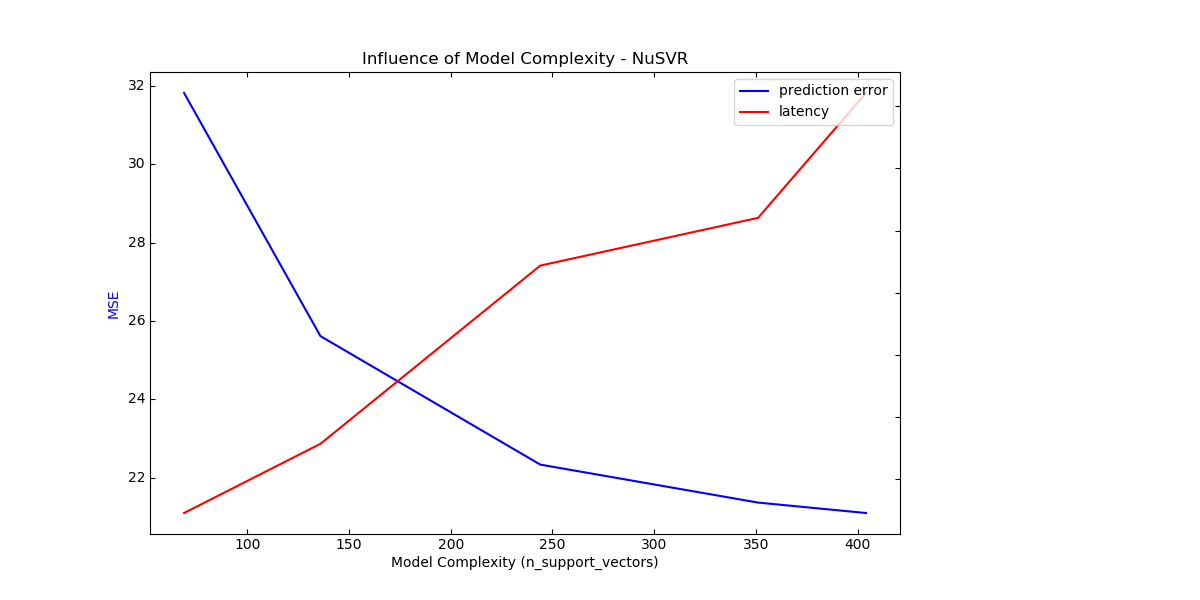 Influence of Model Complexity - NuSVR
prediction error
latency
32
30
28
26
24
22
MSE
100 150 200 250 300 350 400
Model Complexity (n_support_vectors)